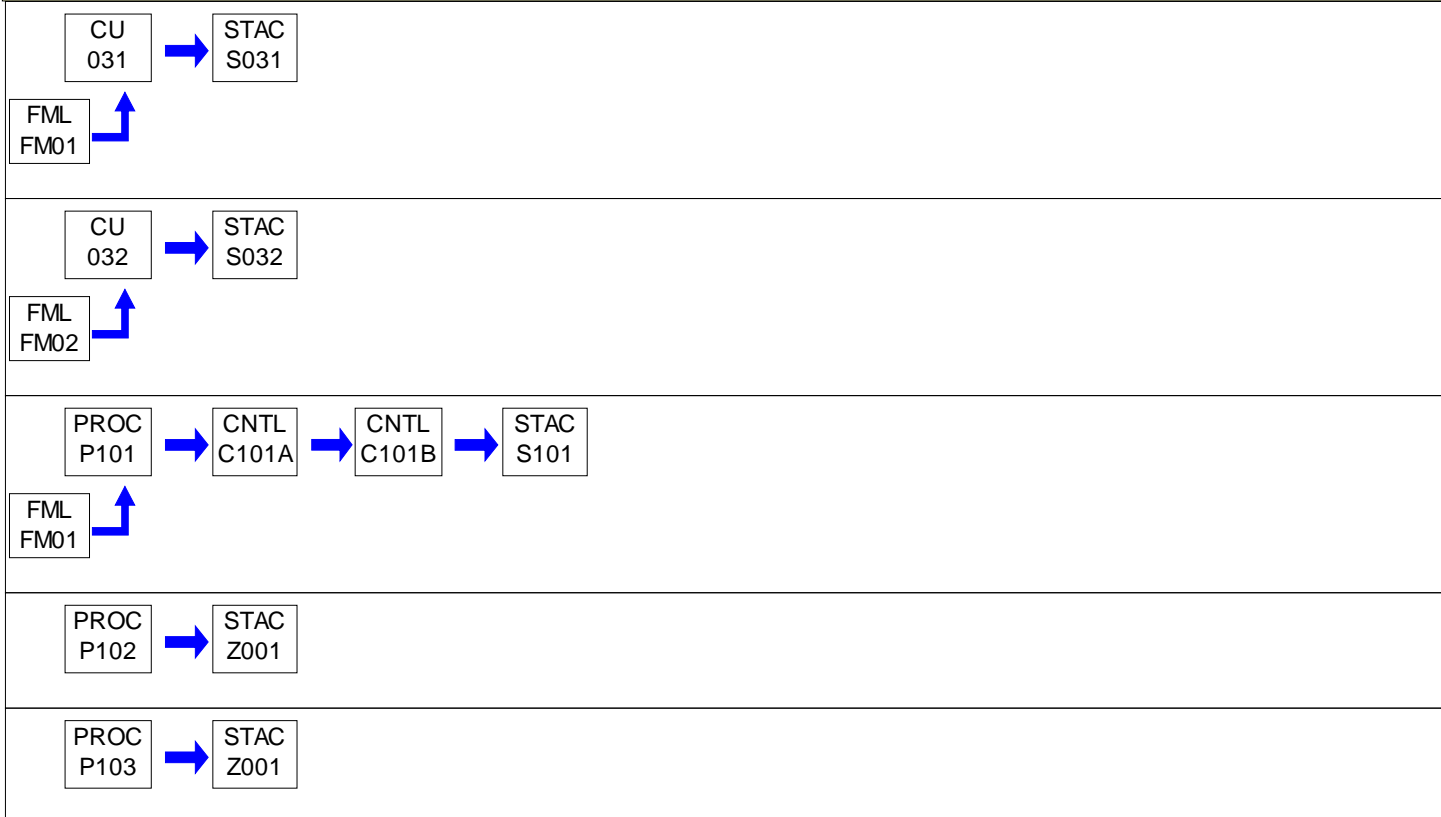 CU
031
STAC
S031
FML
FM01
CU
032
STAC
S032
FML
FM02
PROC
P101
CNTL
C101A
CNTL
C101B
STAC
S101
FML
FM01
PROC
P102
STAC
Z001
PROC
P103
STAC
Z001